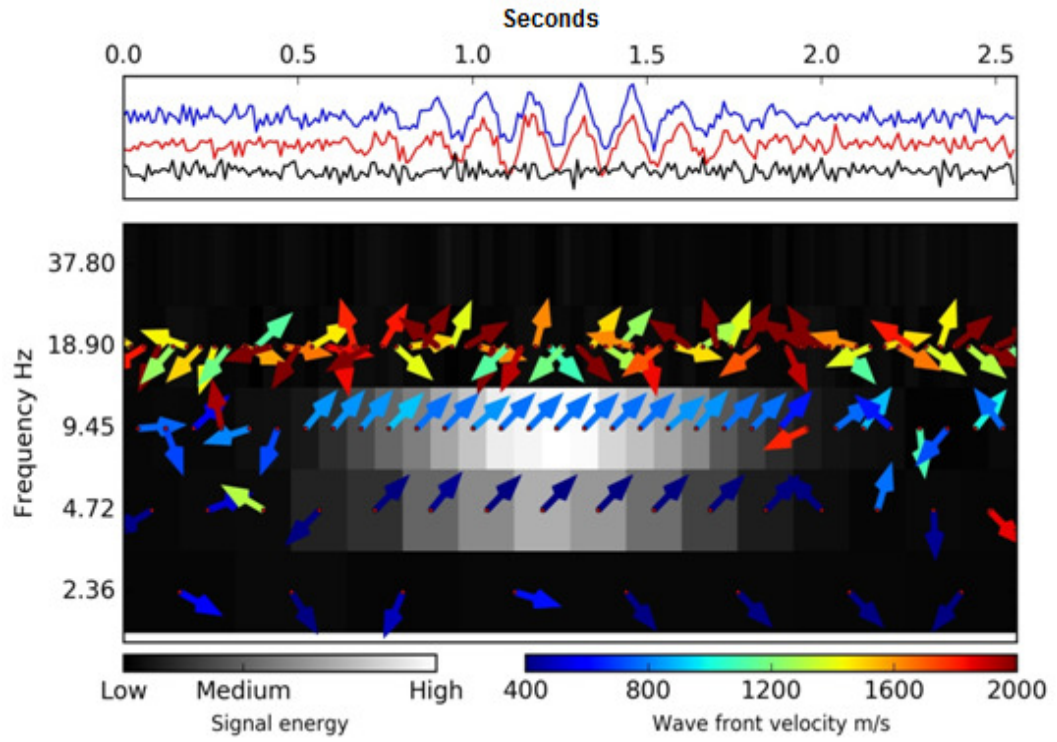 Seconds
0.0 0.5 1.0 1.5 2.0 2.5
Frequency Hz
37.80
18.90
9.45
4.72
2.36
Low Medium High
Signal energy
400 800 1200 1600 2000
Wave front velocity m/s